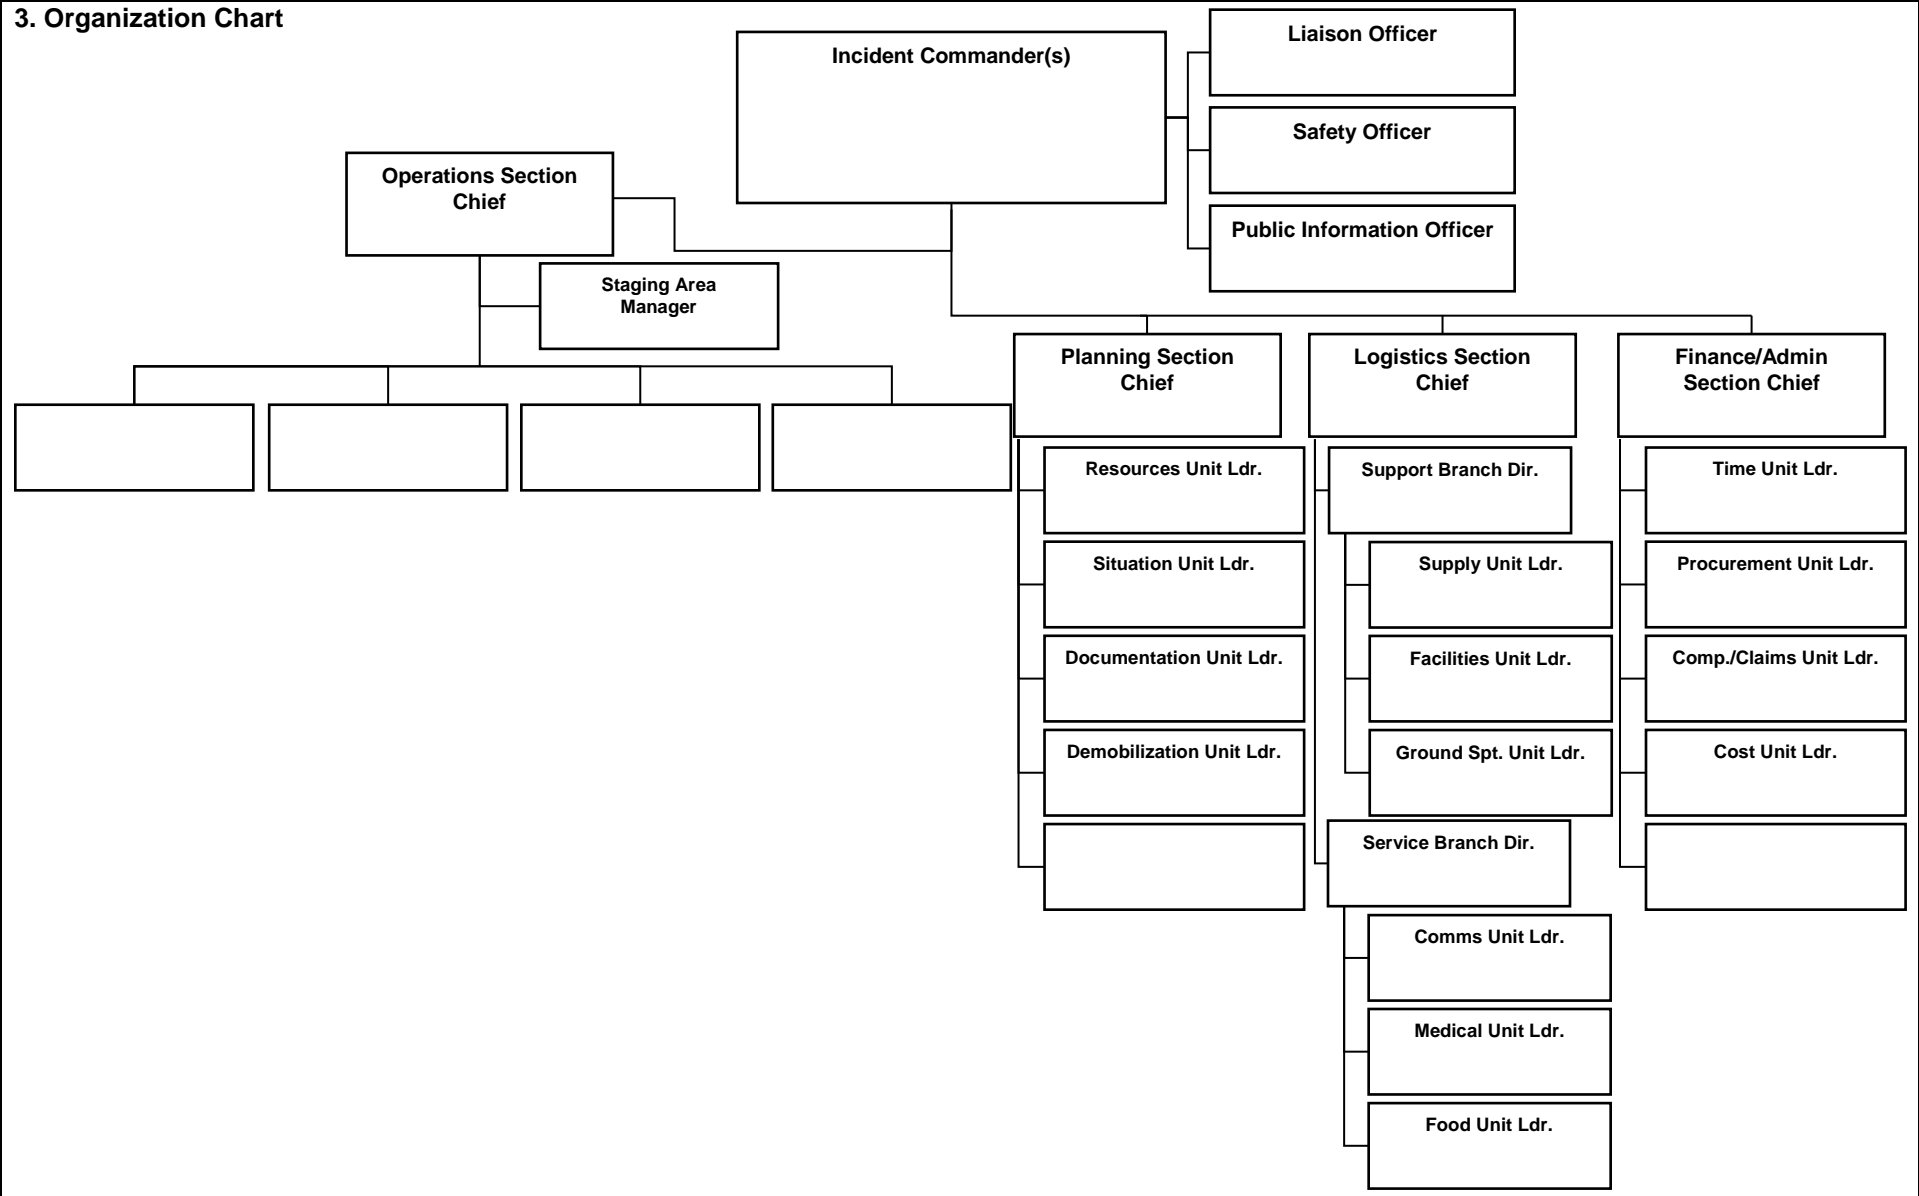 3. Organization Chart
Incident Commander(s)
Liaison Officer
Safety Officer
Public Information Officer
Operations Section
Chief
Staging Area
Manager
Planning Section
Chief
Resources Unit Ldr.
Situation Unit Ldr.
Documentation Unit Ldr.
Demobilization Unit Ldr.
Logistics Section
Chief
Support Branch Dir.
Supply Unit Ldr.
Facilities Unit Ldr.
Ground Spt. Unit Ldr.
Service Branch Dir.
Comms Unit Ldr.
Medical Unit Ldr.
Food Unit Ldr.
Finance/Admin
Section Chief
Time Unit Ldr.
Procurement Unit Ldr.
Comp./Claims Unit Ldr.
Cost Unit Ldr.